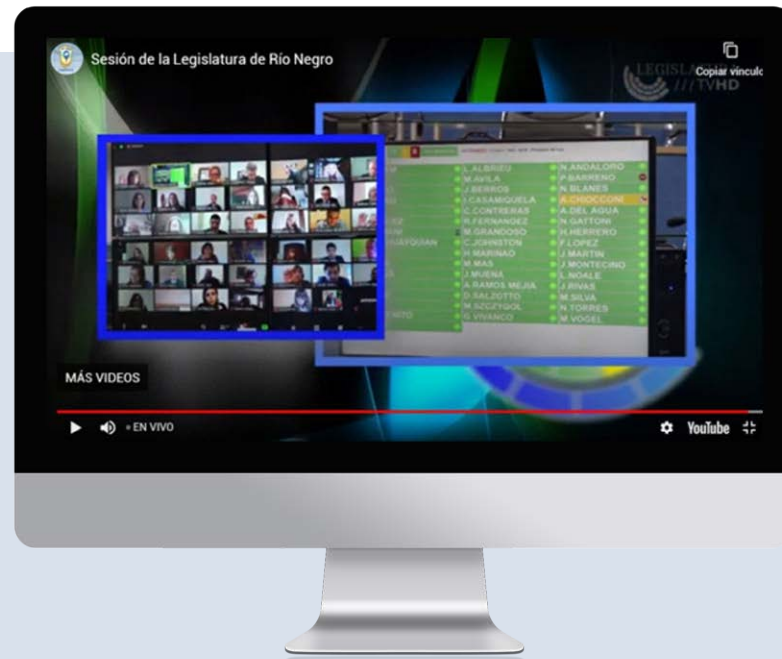 Sesión de la Legislatura de Río Negro
Copiar vínculo
LEGISLATURA
///TVHD
L.ALBRIEU
M.AVILA
J.BERROS
I.CASAMIQUELA
C.CONTRERAS
R.FERNANDEZ
M.GRANDOSO
C.JOHNSTON
H.MARINAO
M.MAS
J.MUENA
A.RAMOS MEJIA
D.SALZOTTO
M.SZCZYGOL
G.VIVANCO
N.ANDALORO
P.BARRENO
N.BLANES
A.CHIOCCONI
A.DEL AGUA
N.GATTONI
H.HERRERO
F.LOPEZ
J.MARTIN
J.MONTECINO
L.NOALE
J.RIVAS
M.SILVA
N.TORRES
M.VOGEL
MÁS VIDEOS
EN VIVO
YouTube